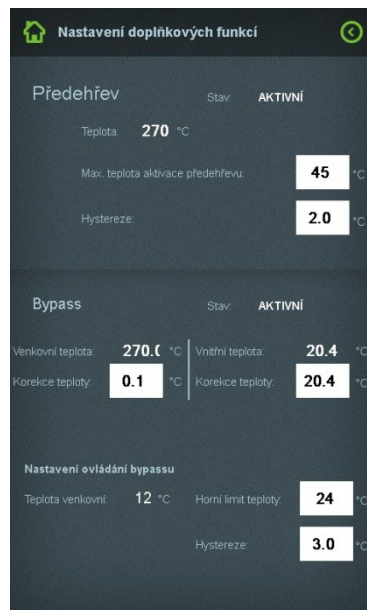 Nastavení doplňkových funkcí
Předehřev Stav: AKTIVNÍ
Teplota: 270 °C
Max. teplota aktivace předehřevu: 45 °C
Hystereze: 2.0 °C
Bypass Stav: AKTIVNÍ
Venkovní teplota: 270.( °C Vnitřní teplota: 20.4 °C
Korekce teploty: 0.1 °C Korekce teploty: 20.4 °C
Nastavení ovládání bypassu
Teplota venkovní: 12 °C Horní limit teploty: 24 °C
Hystereze: 3.0 °C